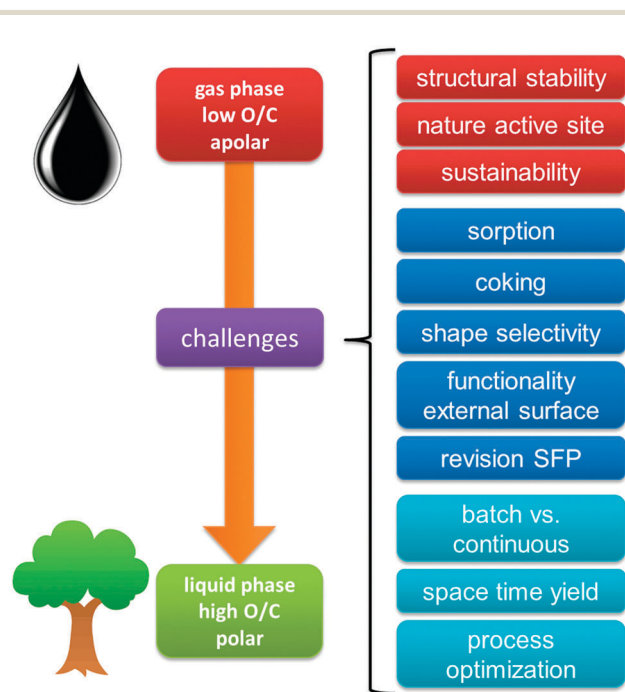 gas phase
low O/C
apolar
challenges
liquid phase
high O/C
polar
structural stability
nature active site
sustainability
sorption
coking
shape selectivity
functionality
external surface
revision SFP
batch vs.
continuous
space time yield
process
optimization